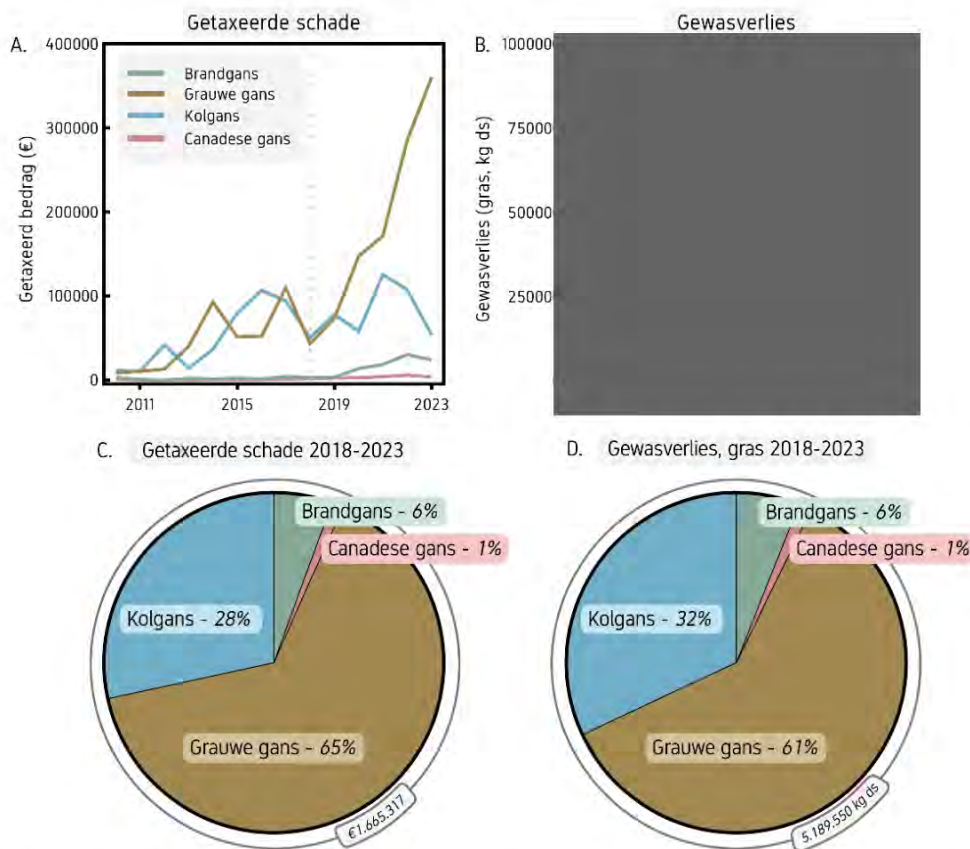 Getaxeerde schade
A.
400000
300000
200000
100000
0
Getaxeerd bedrag (€)
Brandgans
Grauwe gans
Kolgans
Canadese gans
2011
2015
2019
2023
Gewasverlies
B.
100000
75000
50000
25000
Gewasverlies (gras, kg ds)
C. Getaxeerde schade 2018-2023
Brandgans - 6%
Canadese gans - 1%
Kolgans - 28%
Grauwe gans - 65%
€1.665.317
D. Gewasverlies, gras 2018-2023
Brandgans - 6%
Canadese gans - 1%
Kolgans - 32%
Grauwe gans - 61%
5.189.550 kg ds